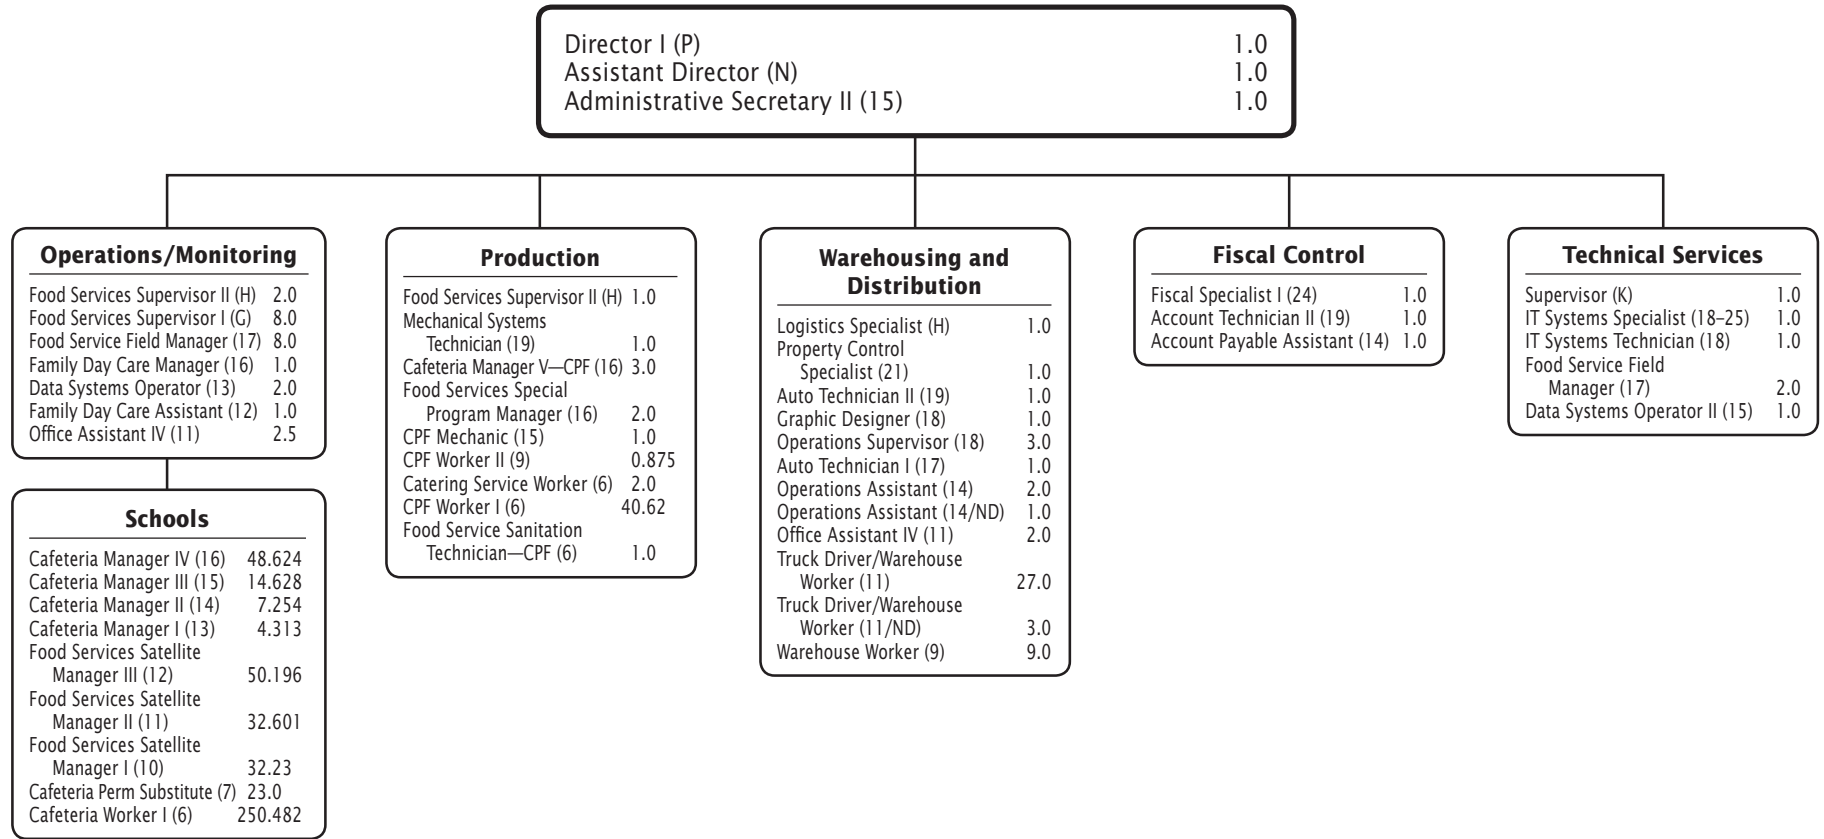 Director I (P) 1.0
Assistant Director (N) 1.0
Administrative Secretary II (15) 1.0
Operations/Monitoring
Food Services Supervisor II (H) 2.0
Food Services Supervisor I (G) 8.0
Food Service Field Manager (17) 8.0
Family Day Care Manager (16) 1.0
Data Systems Operator (13) 2.0
Family Day Care Assistant (12) 1.0
Office Assistant IV (11) 2.5
Schools
Cafeteria Manager IV (16) 48.624
Cafeteria Manager III (15) 14.628
Cafeteria Manager II (14) 7.254
Cafeteria Manager I (13) 4.313
Food Services Satellite
Manager III (12) 50.196
Food Services Satellite
Manager II (11) 32.601
Food Services Satellite
Manager I (10) 32.23
Cafeteria Perm Substitute (7) 23.0
Cafeteria Worker I (6) 250.482
Production
Food Services Supervisor II (H) 1.0
Mechanical Systems
Technician (19) 1.0
Cafeteria Manager V—CPF (16) 3.0
Food Services Special
Program Manager (16) 2.0
CPF Mechanic (15) 1.0
CPF Worker II (9) 0.875
Catering Service Worker (6) 2.0
CPF Worker I (6) 40.62
Food Service Sanitation
Technician—CPF (6) 1.0
Warehousing and
Distribution
Logistics Specialist (H) 1.0
Property Control
Specialist (21) 1.0
Auto Technician II (19) 1.0
Graphic Designer (18) 1.0
Operations Supervisor (18) 3.0
Auto Technician I (17) 1.0
Operations Assistant (14) 2.0
Operations Assistant (14/ND) 1.0
Office Assistant IV (11) 2.0
Truck Driver/Warehouse
Worker (11) 27.0
Truck Driver/Warehouse
Worker (11/ND) 3.0
Warehouse Worker (9) 9.0
Fiscal Control
Fiscal Specialist I (24) 1.0
Account Technician II (19) 1.0
Account Payable Assistant (14) 1.0
Technical Services
Supervisor (K) 1.0
IT Systems Specialist (18–25) 1.0
IT Systems Technician (18) 1.0
Food Service Field
Manager (17) 2.0
Data Systems Operator II (15) 1.0